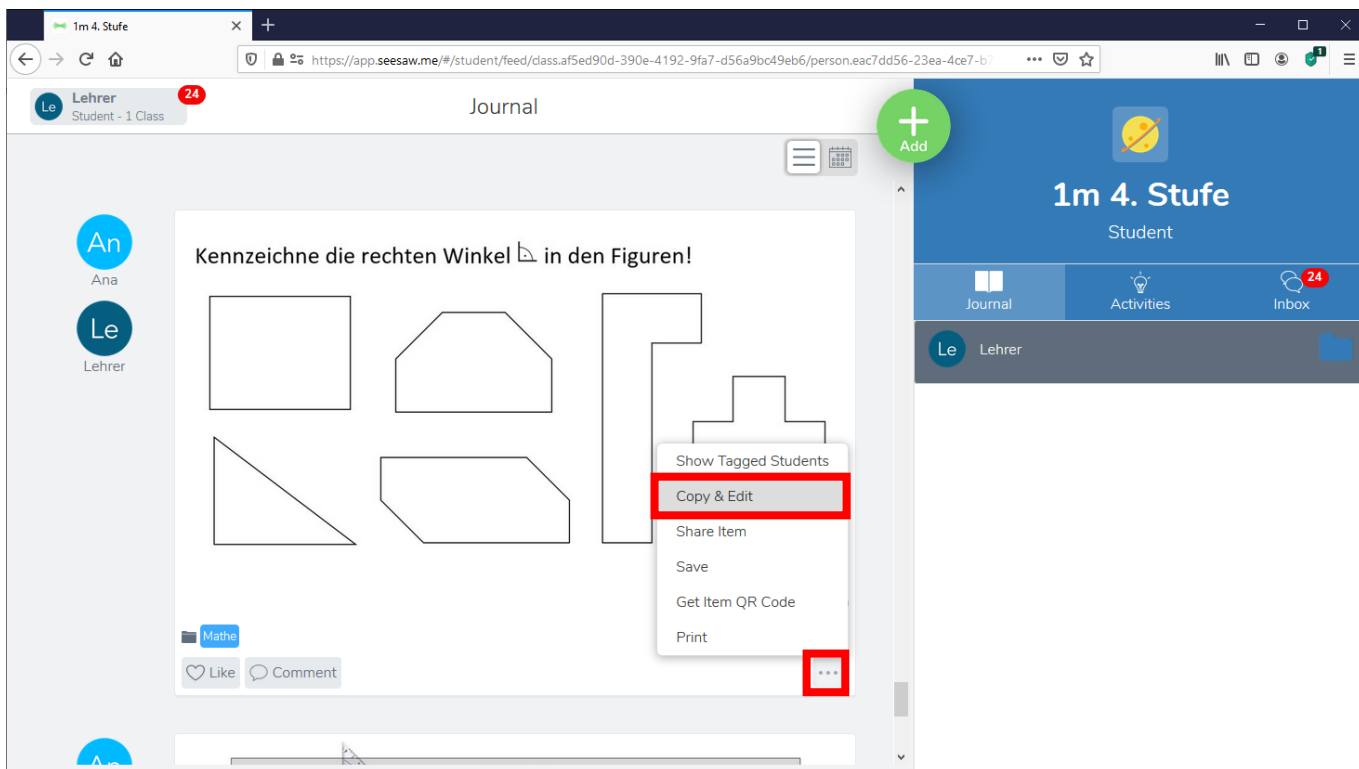 1m 4. Stufe
https://app.seesaw.me/#/student/feed/class.af5ed90d-390e-4192-9fa7-d56a9bc49eb6/person.eac7dd56-23ea-4ce7-b7
1
Le
Lehrer
Student - 1 Class
24
Journal
Add
1m 4. Stufe
Student
Journal
Activities
Inbox
24
Le
Lehrer
An
Ana
Le
Lehrer
Kennzeichne die rechten Winkel in den Figuren!
Show Tagged Students
Copy & Edit
Share Item
Save
Get Item QR Code
Print
Mathe
Like
Comment
An